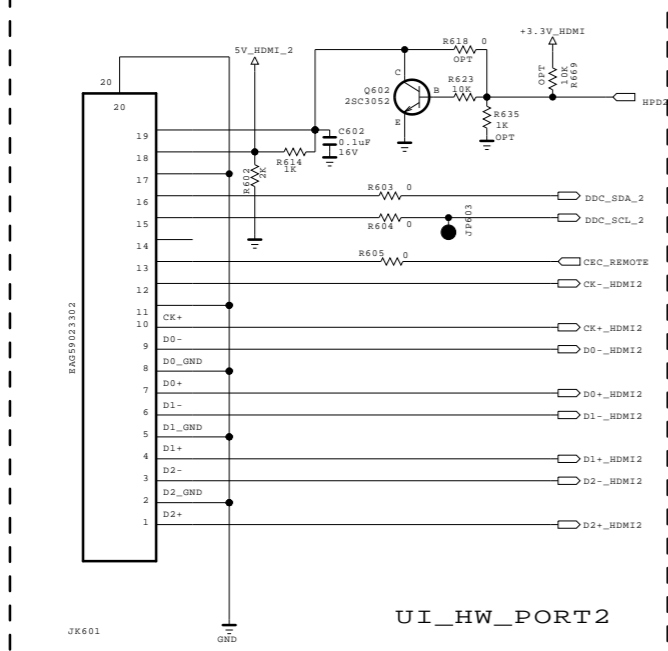 +3.3V_HDMI
R618 0
OPT
5V_HDMI_2
OPT
10K
R669
C
Q602
2SC3052
B
E
R623
10K
HPD2
R635
1K
OPT
20
20
19
18
17
16
15
14
13
12
11
10
9
8
7
6
5
4
3
2
1
C602
0.1uF
16V
R614
1K
R602
2K
R603 0
DDC_SDA_2
R604 0
JP603
DDC_SCL_2
R605 0
CEC_REMOTE
CK-_HDMI2
CK+
CK+_HDMI2
D0-
D0-_HDMI2
D0_GND
D0+
D0+_HDMI2
D1-
D1-_HDMI2
D1_GND
D1+
D1+_HDMI2
D2-
D2-_HDMI2
D2_GND
D2+
D2+_HDMI2
EAG59023302
JK601
GND
UI_HW_PORT2